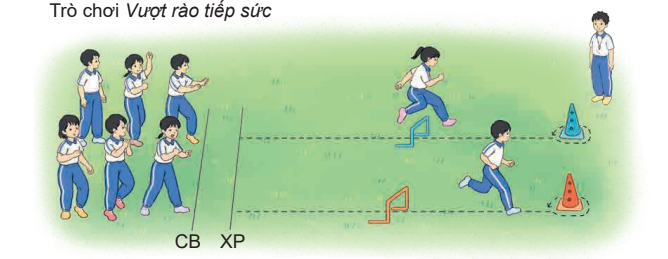 Trò chơi Vượt rào tiếp sức
CB XP